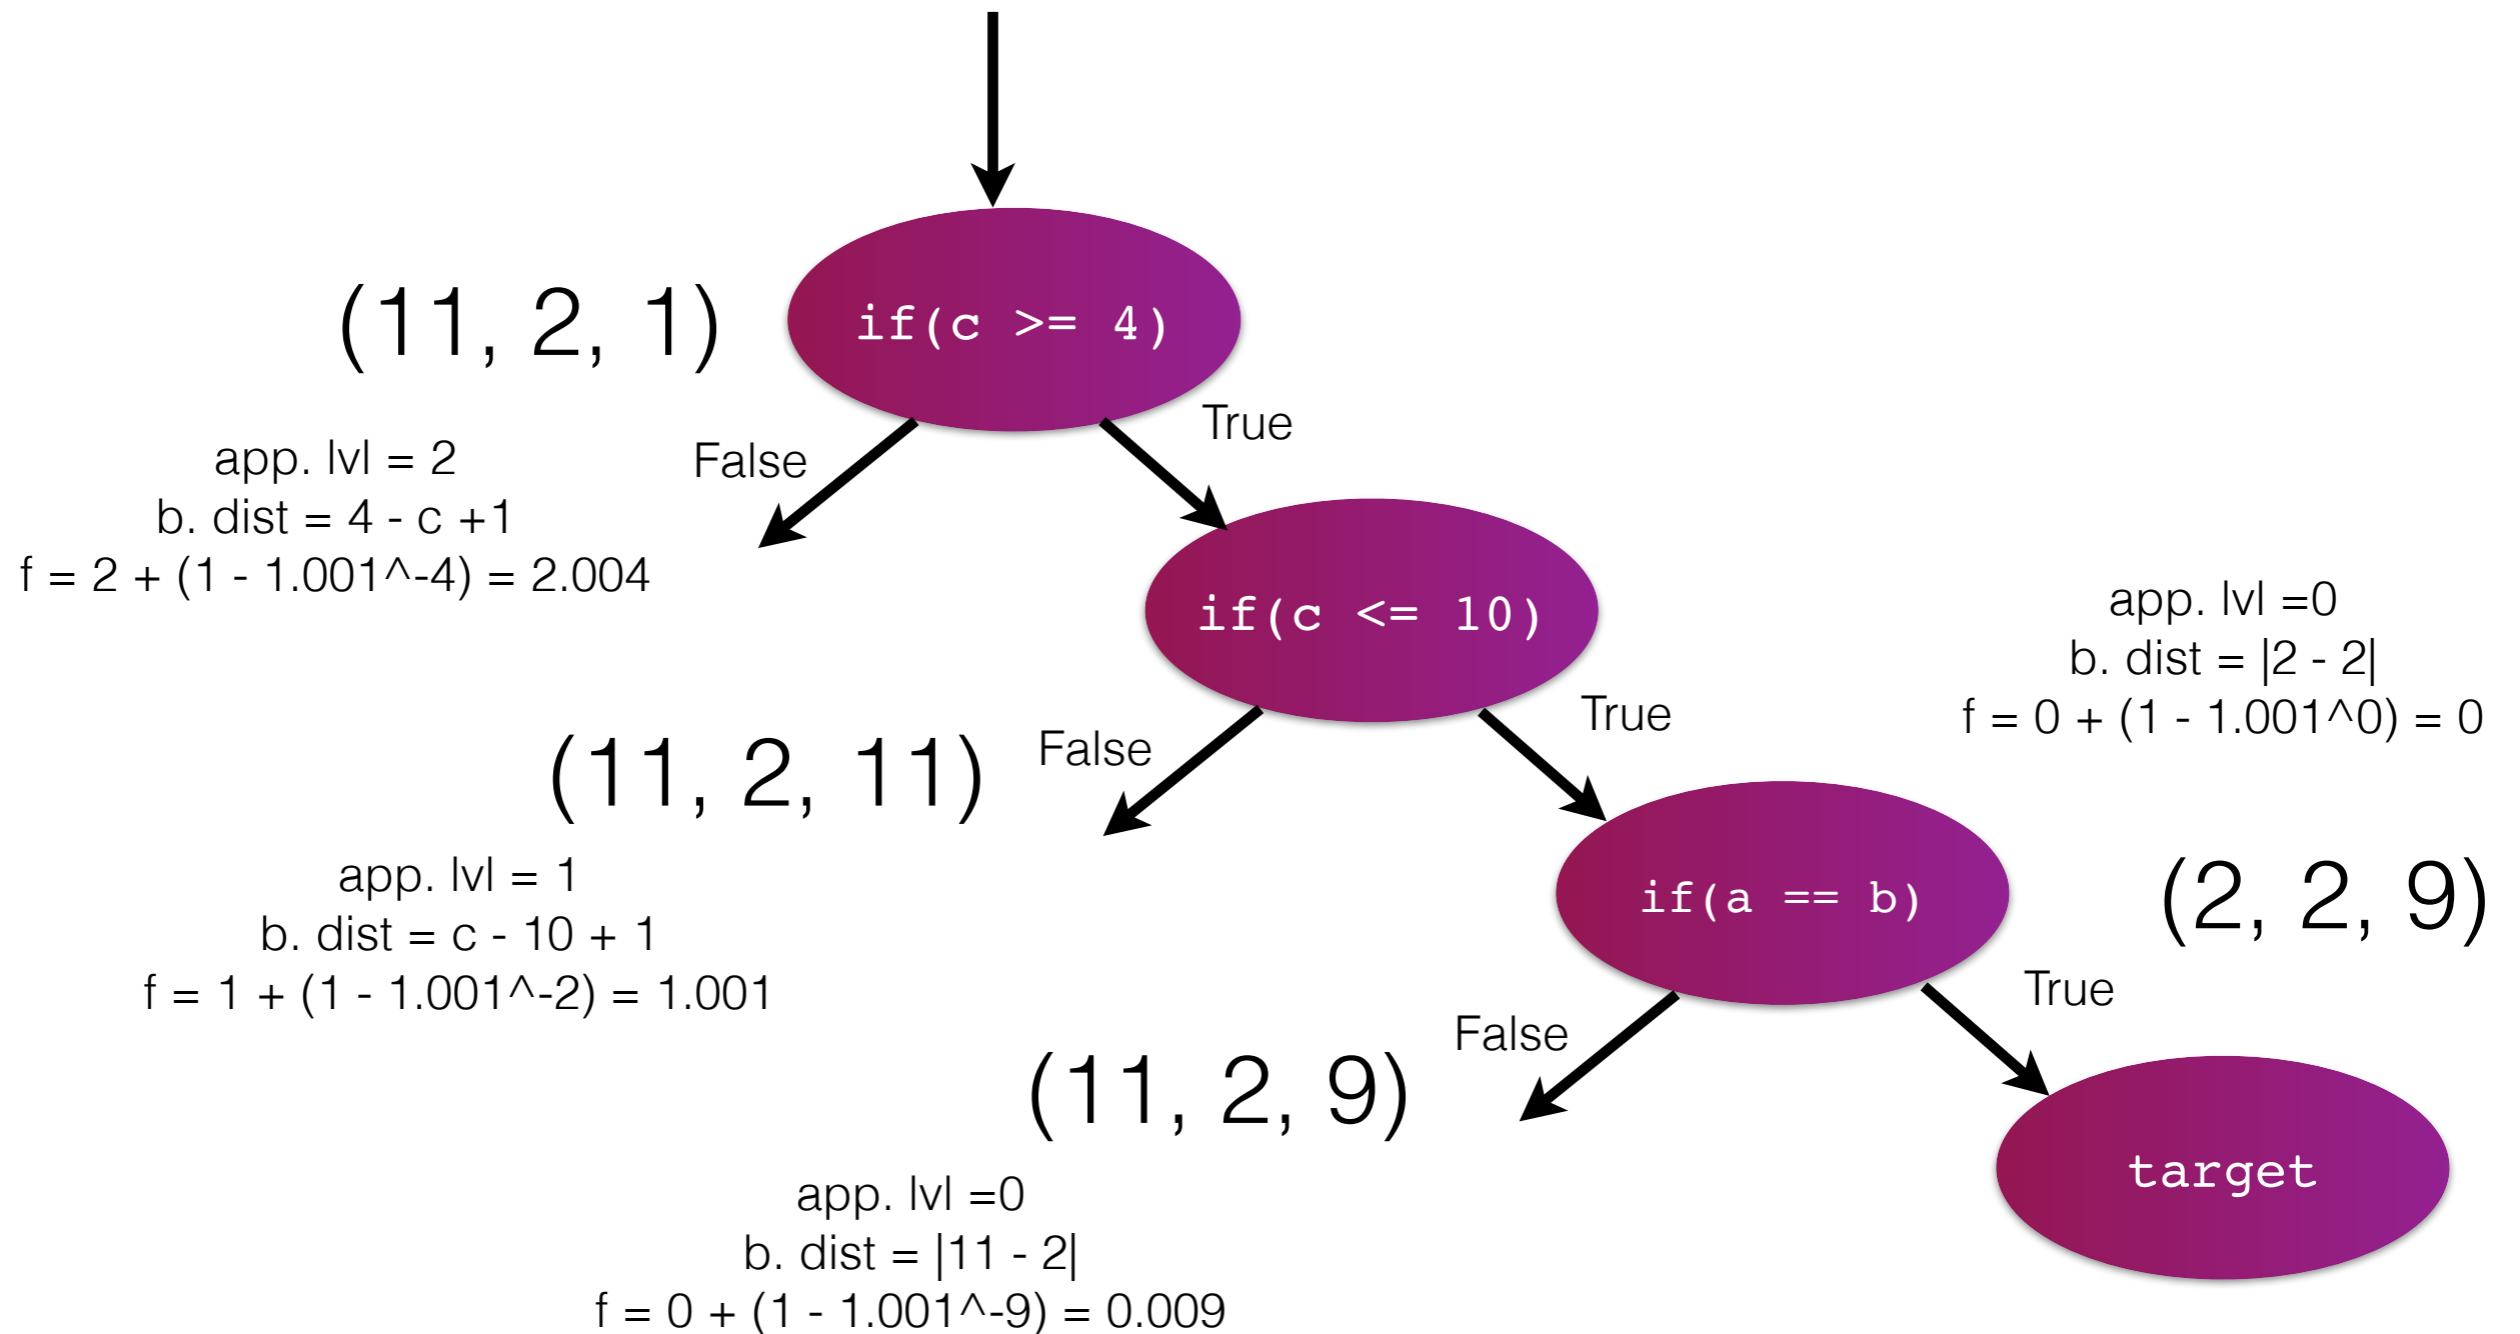 if(c >= 4)
(11, 2, 1)
True
False
app. lvl = 2
b. dist = 4 - c +1
f = 2 + (1 - 1.001^-4) = 2.004
if(c <= 10)
app. lvl =0
b. dist = |2 - 2|
f = 0 + (1 - 1.001^0) = 0
True
False
(11, 2, 11)
app. lvl = 1
b. dist = c - 10 + 1
f = 1 + (1 - 1.001^-2) = 1.001
if(a == b)
(2, 2, 9)
True
False
(11, 2, 9)
target
app. lvl =0
b. dist = |11 - 2|
f = 0 + (1 - 1.001^-9) = 0.009